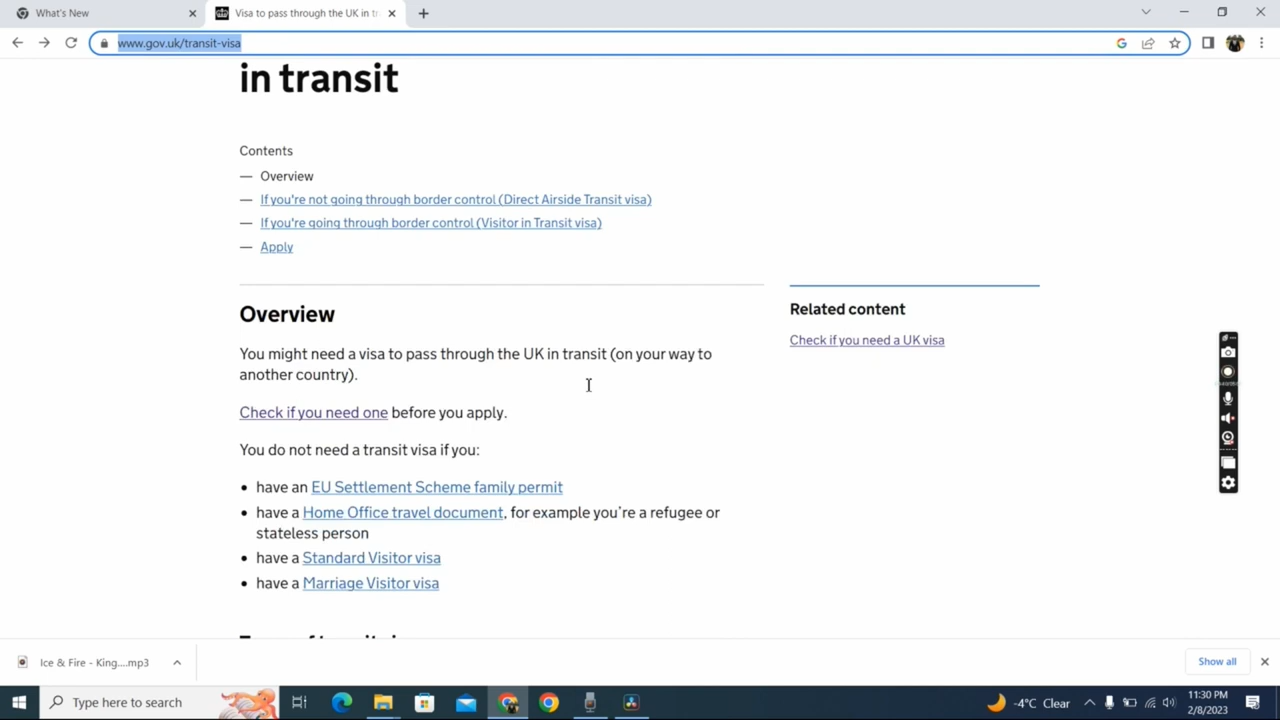 What's New
Visa to pass through the UK in tr
www.gov.uk/transit-visa
in transit
Contents
— Overview
— If you're not going through border control (Direct Airside Transit visa)
— If you're going through border control (Visitor in Transit visa)
— Apply
Overview
You might need a visa to pass through the UK in transit (on your way to
another country).
Check if you need one before you apply.
You do not need a transit visa if you:
• have an EU Settlement Scheme family permit
• have a Home Office travel document, for example you're a refugee or
stateless person
• have a Standard Visitor visa
• have a Marriage Visitor visa
Related content
Check if you need a UK visa
Ice & Fire - King....mp3
Show all
Type here to search
-4°C Clear
11:30 PM
2/8/2023